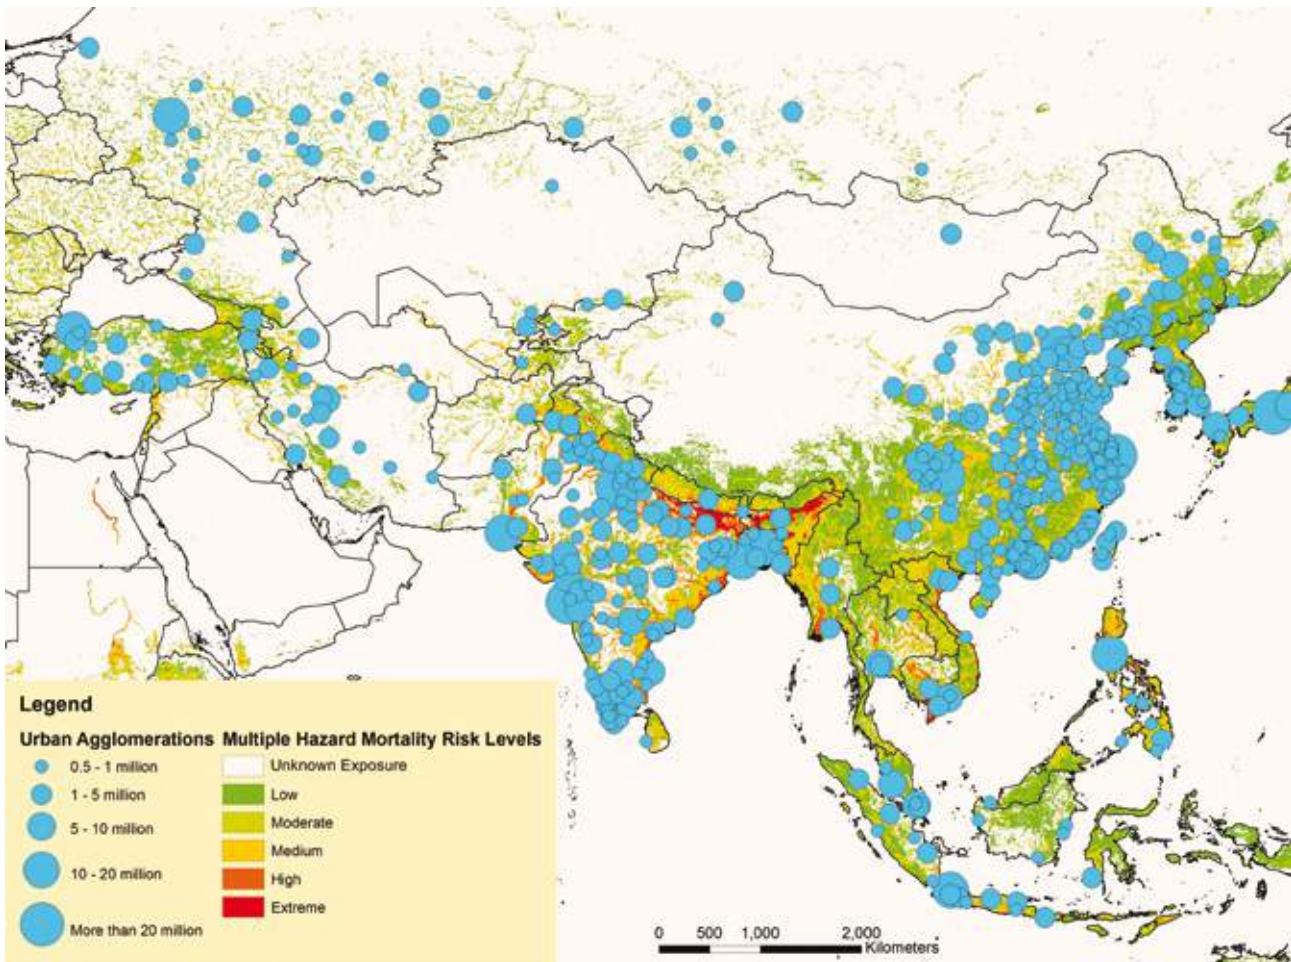 Legend
Urban Agglomerations
0.5 - 1 million
1 - 5 million
5 - 10 million
10 - 20 million
More than 20 million
Multiple Hazard Mortality Risk Levels
Unknown Exposure
Low
Moderate
Medium
High
Extreme
0 500 1,000 2,000
Kilometers